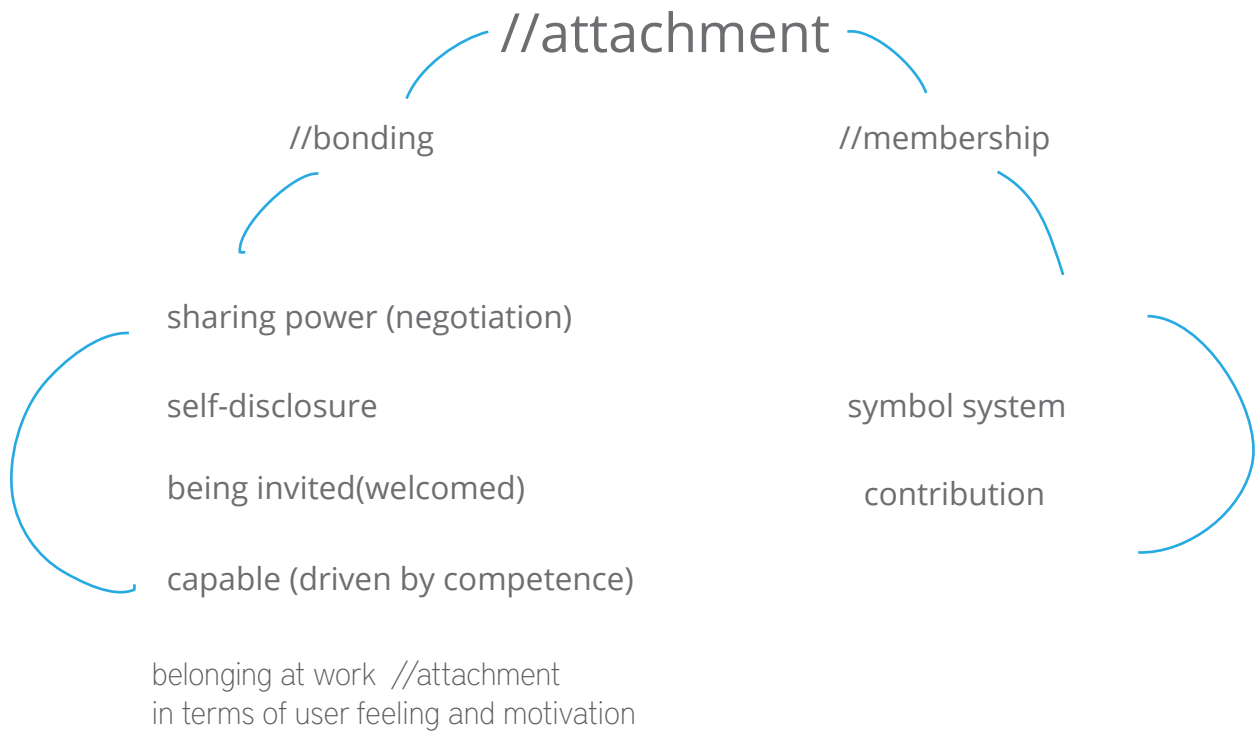 //attachment
//bonding
//membership
sharing power (negotiation)
self-disclosure
being invited(welcomed)
capable (driven by competence)
symbol system
contribution
belonging at work //attachment
in terms of user feeling and motivation